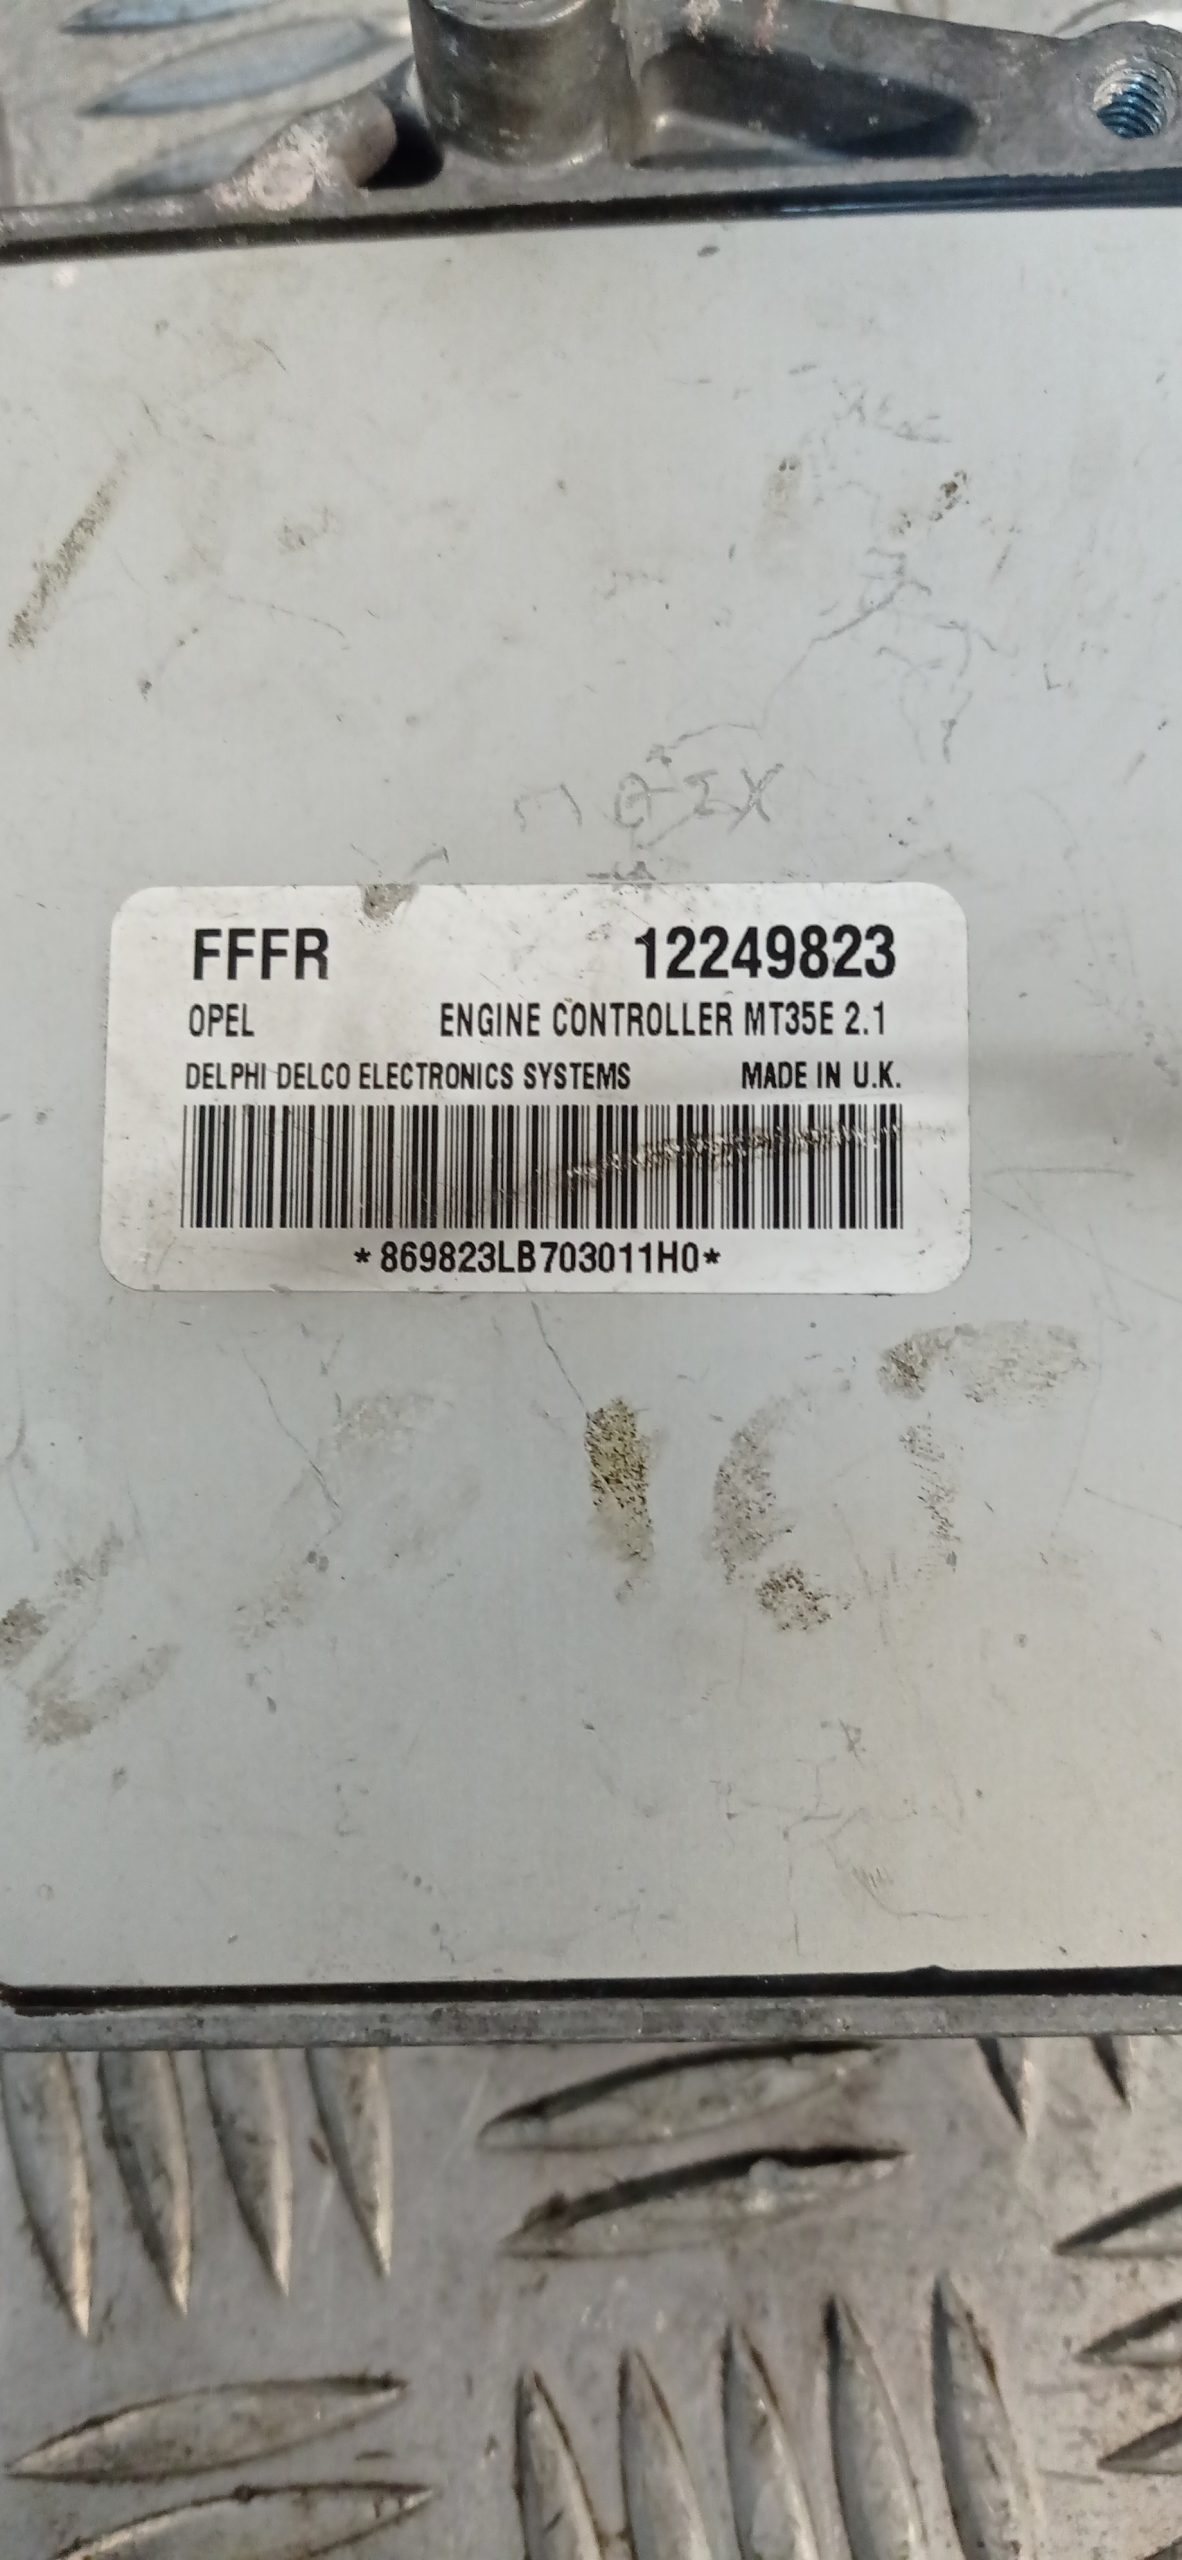 FFFR 12249823
OPEL ENGINE CONTROLLER MT35E 2.1
DELPHI DELCO ELECTRONICS SYSTEMS MADE IN U.K.
*869823LB703011H0*